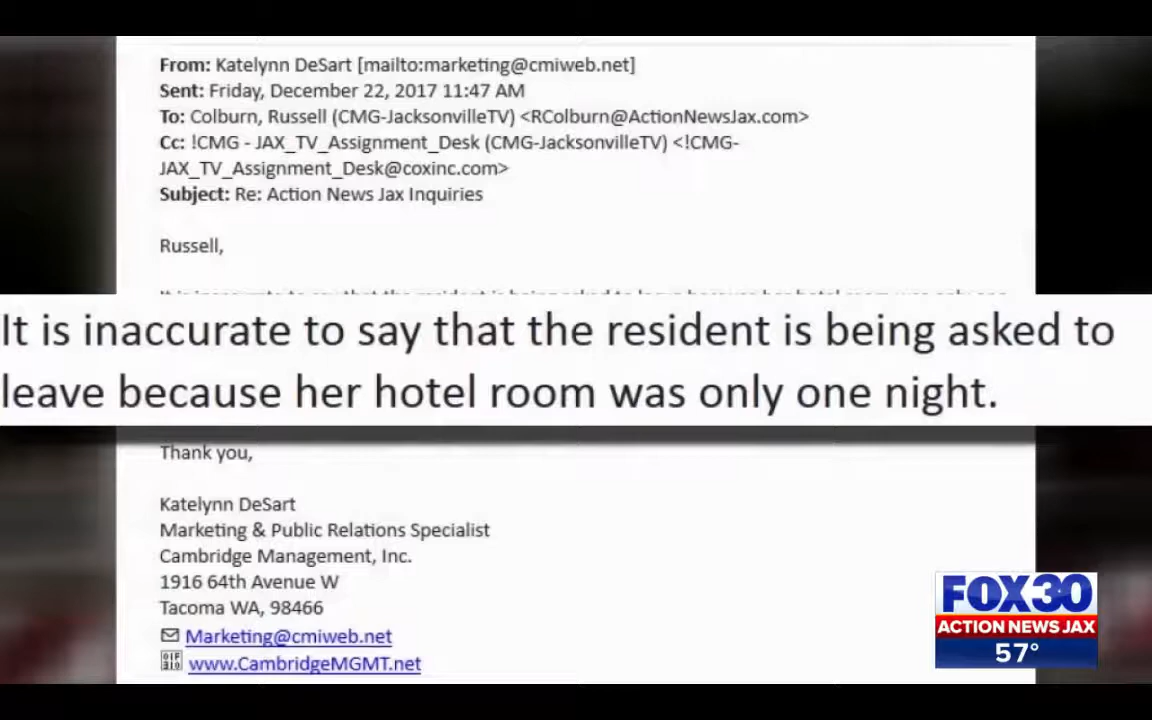 From: Katelynn DeSart [mailto:marketing@cmiweb.net]
Sent: Friday, December 22, 2017 11:47 AM
To: Colburn, Russell (CMG-JacksonvilleTV) <RColburn@ActionNewsJax.com>
Cc: !CMG - JAX_TV_Assignment_Desk (CMG-JacksonvilleTV) <!CMG-
JAX_TV_Assignment_Desk@coxinc.com>
Subject: Re: Action News Jax Inquiries
Russell,
It is inaccurate to say that the resident is being asked to
leave because her hotel room was only one night.
Thank you,
Katelynn DeSart
Marketing & Public Relations Specialist
Cambridge Management, Inc.
1916 64th Avenue W
Tacoma WA, 98466
Marketing@cmiweb.net
www.CambridgeMGMT.net
FOX30
ACTION NEWS JAX
57°